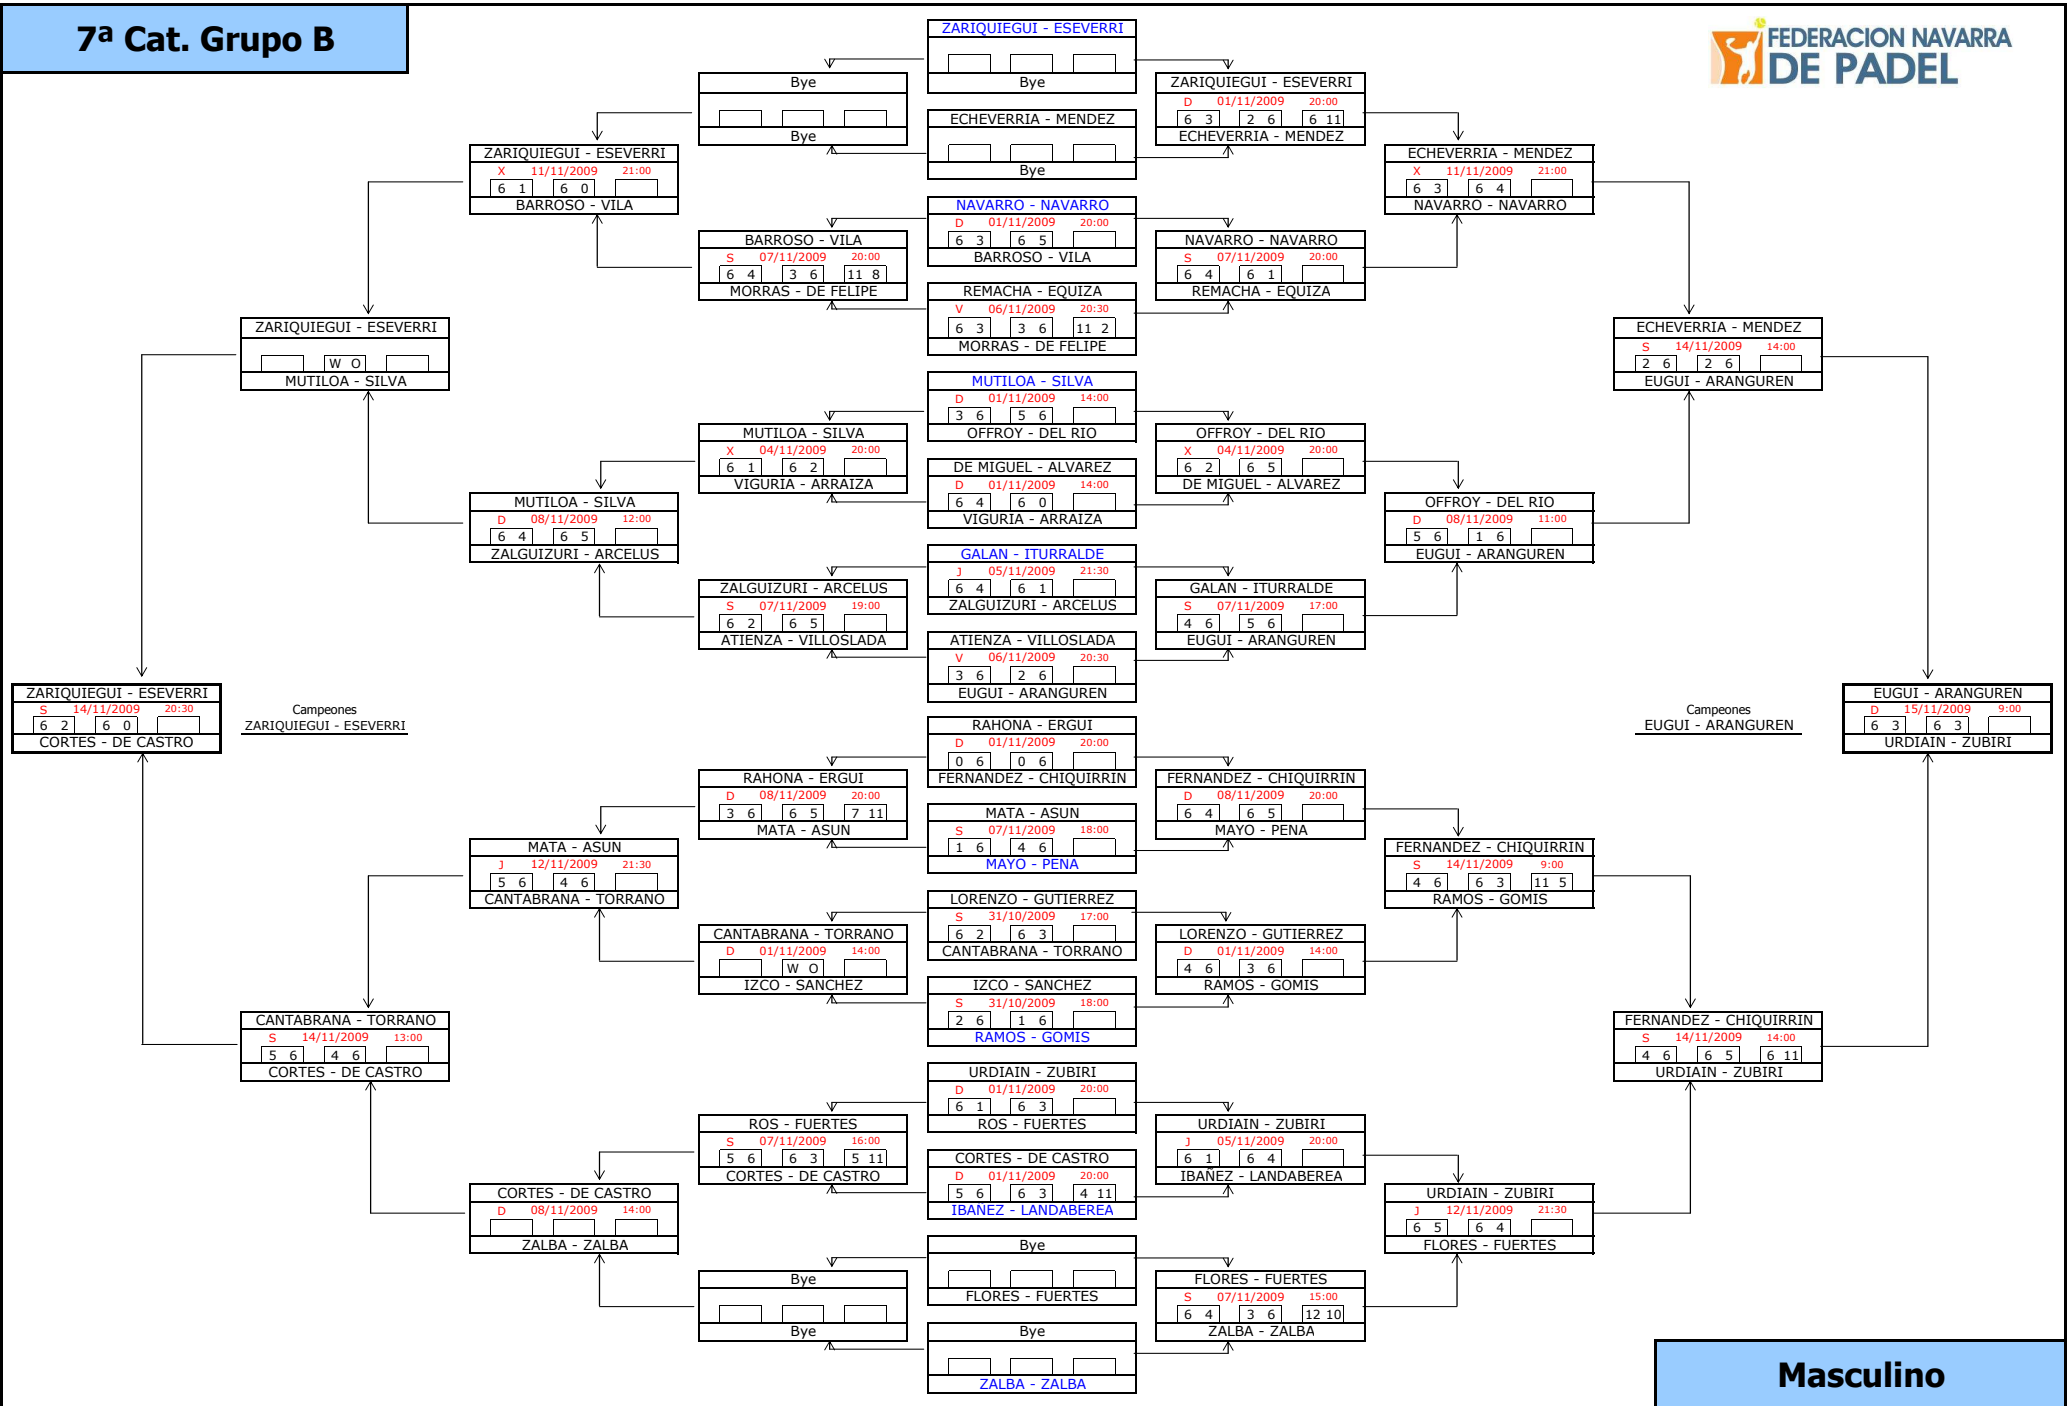 7ª Cat. Grupo B
FEDERACION NAVARRA
DE PADEL
ZARIQUIEGUI - ESEVERRI
Bye
ECHEVERRIA - MENDEZ
Bye
NAVARRO - NAVARRO
D 01/11/2009 20:00
6 3 6 5
BARROSO - VILA
REMACHA - EQUIZA
V 06/11/2009 20:30
6 3 3 6 11 2
MORRAS - DE FELIPE
MUTILOA - SILVA
D 01/11/2009 14:00
3 6 5 6
OFFROY - DEL RIO
DE MIGUEL - ALVAREZ
D 01/11/2009 14:00
6 4 6 0
VIGURIA - ARRAIZA
GALAN - ITURRALDE
J 05/11/2009 21:30
6 4 6 1
ZALGUIZURI - ARCELUS
ATIENZA - VILLOSLADA
V 06/11/2009 20:30
3 6 2 6
EUGUI - ARANGUREN
RAHONA - ERGUI
D 01/11/2009 20:00
0 6 0 6
FERNANDEZ - CHIQUIRRIN
MATA - ASUN
S 07/11/2009 18:00
1 6 4 6
MAYO - PENA
LORENZO - GUTIERREZ
S 31/10/2009 17:00
6 2 6 3
CANTABRANA - TORRANO
IZCO - SANCHEZ
S 31/10/2009 18:00
2 6 1 6
RAMOS - GOMIS
URDIAIN - ZUBIRI
D 01/11/2009 20:00
6 1 6 3
ROS - FUERTES
CORTES - DE CASTRO
D 01/11/2009 20:00
5 6 6 3 4 11
IBAÑEZ - LANDABEREA
Bye
FLORES - FUERTES
Bye
ZALBA - ZALBA
Bye
Bye
BARROSO - VILA
S 07/11/2009 20:00
6 4 3 6 11 8
MORRAS - DE FELIPE
MUTILOA - SILVA
X 04/11/2009 20:00
6 1 6 2
VIGURIA - ARRAIZA
ZALGUIZURI - ARCELUS
S 07/11/2009 19:00
6 2 6 5
ATIENZA - VILLOSLADA
RAHONA - ERGUI
D 08/11/2009 20:00
3 6 6 5 7 11
MATA - ASUN
CANTABRANA - TORRANO
D 01/11/2009 14:00
W O
IZCO - SANCHEZ
ROS - FUERTES
S 07/11/2009 16:00
5 6 6 3 5 11
CORTES - DE CASTRO
Bye
Bye
ZARIQUIEGUI - ESEVERRI
X 11/11/2009 21:00
6 1 6 0
BARROSO - VILA
MUTILOA - SILVA
D 08/11/2009 12:00
6 4 6 5
ZALGUIZURI - ARCELUS
MATA - ASUN
J 12/11/2009 21:30
5 6 4 6
CANTABRANA - TORRANO
CORTES - DE CASTRO
D 08/11/2009 14:00
ZALBA - ZALBA
ZARIQUIEGUI - ESEVERRI
W O
MUTILOA - SILVA
CANTABRANA - TORRANO
S 14/11/2009 13:00
5 6 4 6
CORTES - DE CASTRO
ZARIQUIEGUI - ESEVERRI
S 14/11/2009 20:30
6 2 6 0
CORTES - DE CASTRO
Campeones
ZARIQUIEGUI - ESEVERRI
ZARIQUIEGUI - ESEVERRI
D 01/11/2009 20:00
6 3 2 6 6 11
ECHEVERRIA - MENDEZ
NAVARRO - NAVARRO
S 07/11/2009 20:00
6 4 6 1
REMACHA - EQUIZA
OFFROY - DEL RIO
X 04/11/2009 20:00
6 2 6 5
DE MIGUEL - ALVAREZ
GALAN - ITURRALDE
S 07/11/2009 17:00
4 6 5 6
EUGUI - ARANGUREN
FERNANDEZ - CHIQUIRRIN
D 08/11/2009 20:00
6 4 6 5
MAYO - PENA
LORENZO - GUTIERREZ
D 01/11/2009 14:00
4 6 3 6
RAMOS - GOMIS
URDIAIN - ZUBIRI
J 05/11/2009 20:00
6 1 6 4
IBAÑEZ - LANDABEREA
FLORES - FUERTES
S 07/11/2009 15:00
6 4 3 6 12 10
ZALBA - ZALBA
ECHEVERRIA - MENDEZ
X 11/11/2009 21:00
6 3 6 4
NAVARRO - NAVARRO
OFFROY - DEL RIO
D 08/11/2009 11:00
5 6 1 6
EUGUI - ARANGUREN
FERNANDEZ - CHIQUIRRIN
S 14/11/2009 9:00
4 6 6 3 11 5
RAMOS - GOMIS
URDIAIN - ZUBIRI
J 12/11/2009 21:30
6 5 6 4
FLORES - FUERTES
ECHEVERRIA - MENDEZ
S 14/11/2009 14:00
2 6 2 6
EUGUI - ARANGUREN
FERNANDEZ - CHIQUIRRIN
S 14/11/2009 14:00
4 6 6 5 6 11
URDIAIN - ZUBIRI
Campeones
EUGUI - ARANGUREN
EUGUI - ARANGUREN
D 15/11/2009 9:00
6 3 6 3
URDIAIN - ZUBIRI
Masculino